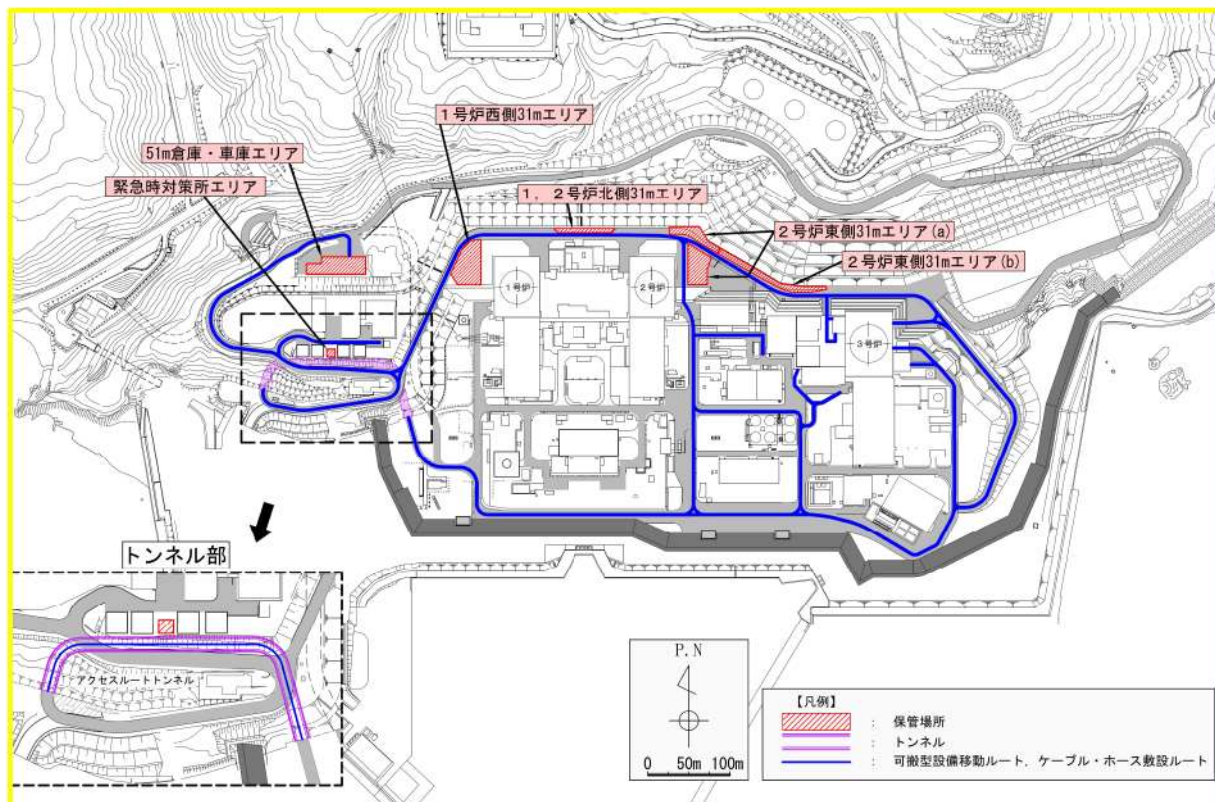 1号炉西側31mエリア
51m倉庫・車庫エリア
緊急時対策所エリア
1,2号炉北側31mエリア
2号炉東側31mエリア(a)
2号炉東側31mエリア(b)
1号炉
2号炉
3号炉
トンネル部
アクセスルートトンネル
P.N
0 50m 100m
【凡例】
: 保管場所
: トンネル
: 可搬型設備移動ルート,ケーブル・ホース敷設ルート